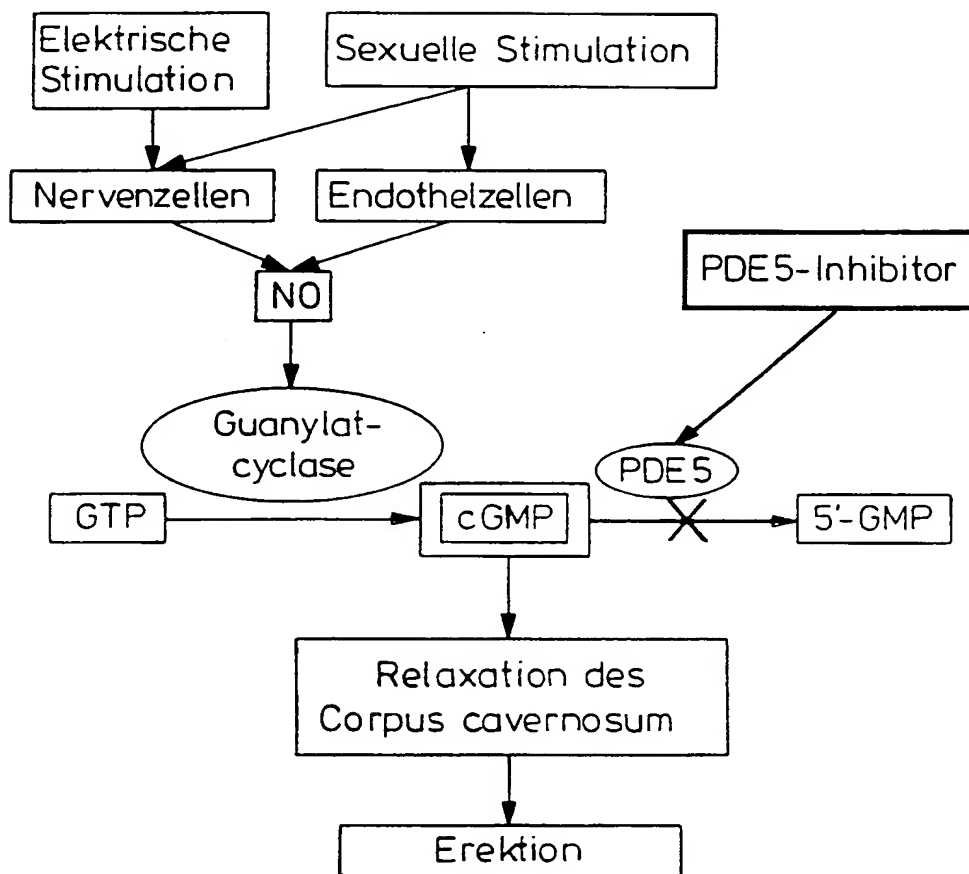 Elektrische
Stimulation
Sexuelle Stimulation
Nervenzellen
Endothelzellen
NO
PDE5-Inhibitor
Guanylat-
cyclase
PDE5
GTP
cGMP
5'-GMP
Relaxation des
Corpus cavernosum
Erektion